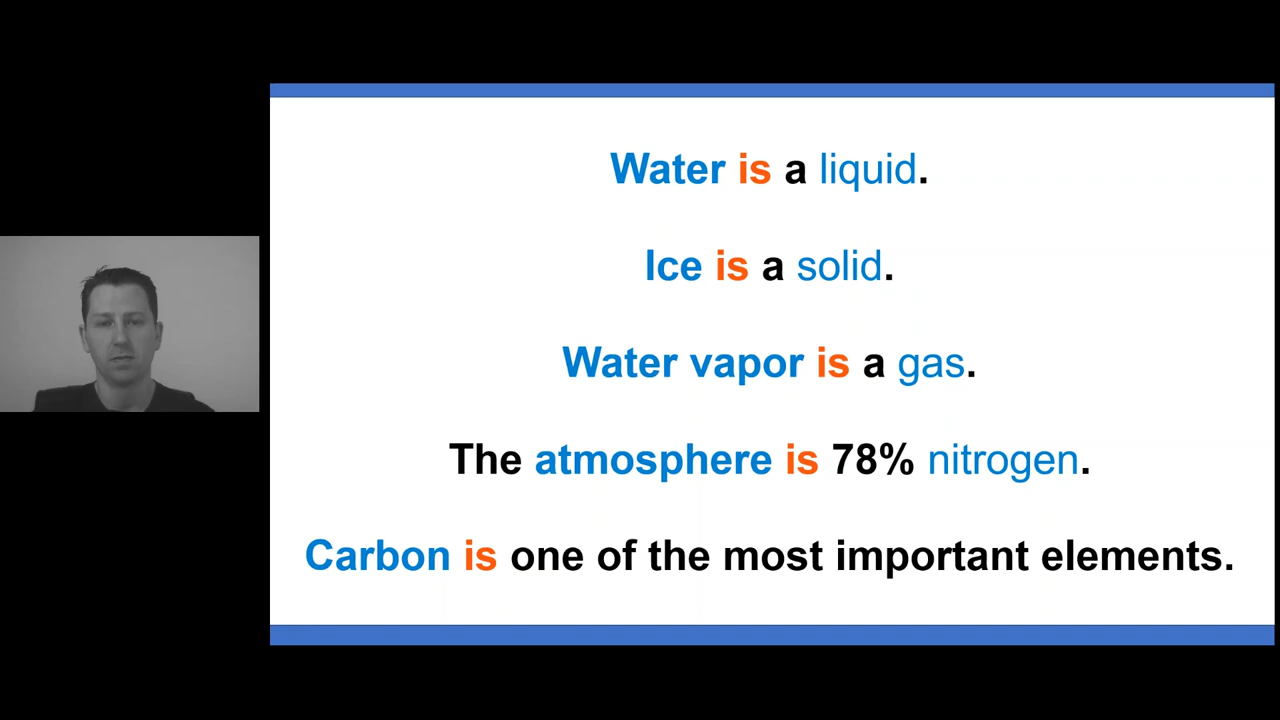 Water is a liquid.
Ice is a solid.
Water vapor is a gas.
The atmosphere is 78% nitrogen.
Carbon is one of the most important elements.